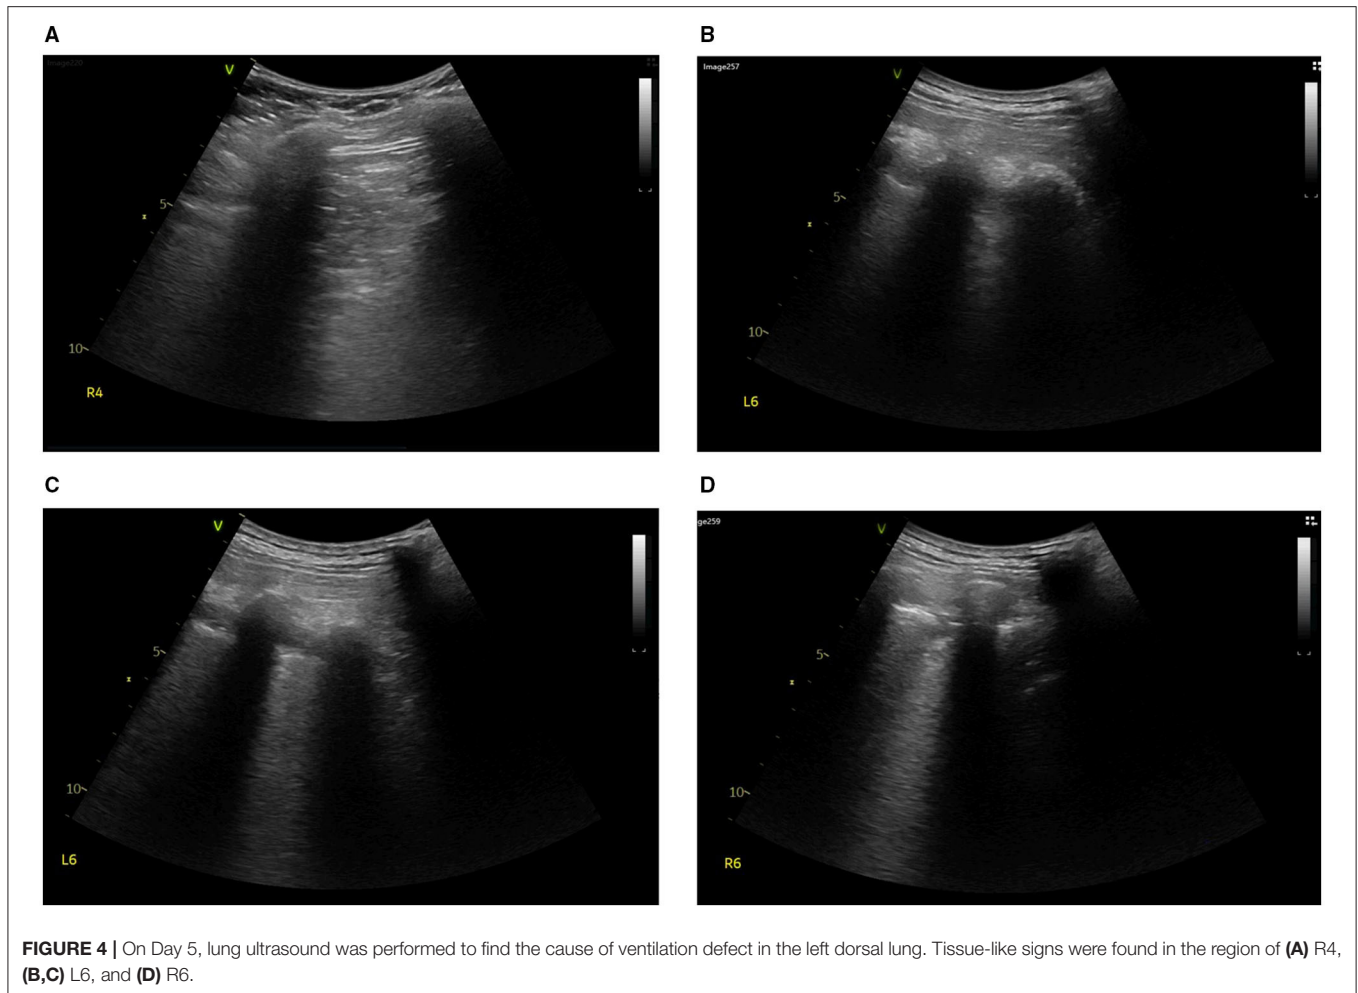 A
B
Image220
V
5
10
R4
Image257
V
5
10
L6
C
D
V
5
10
L6
ge259
V
5
10
R6
FIGURE 4 | On Day 5, lung ultrasound was performed to find the cause of ventilation defect in the left dorsal lung. Tissue-like signs were found in the region of (A) R4,
(B,C) L6, and (D) R6.